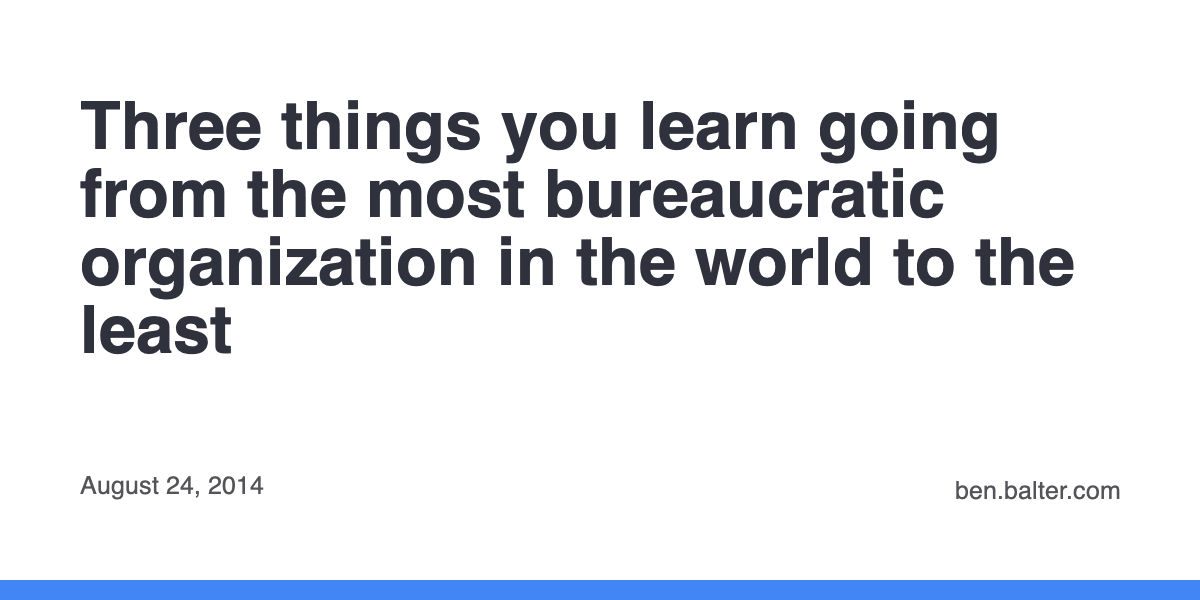 Three things you learn going
from the most bureaucratic
organization in the world to the
least
August 24, 2014
ben.balter.com